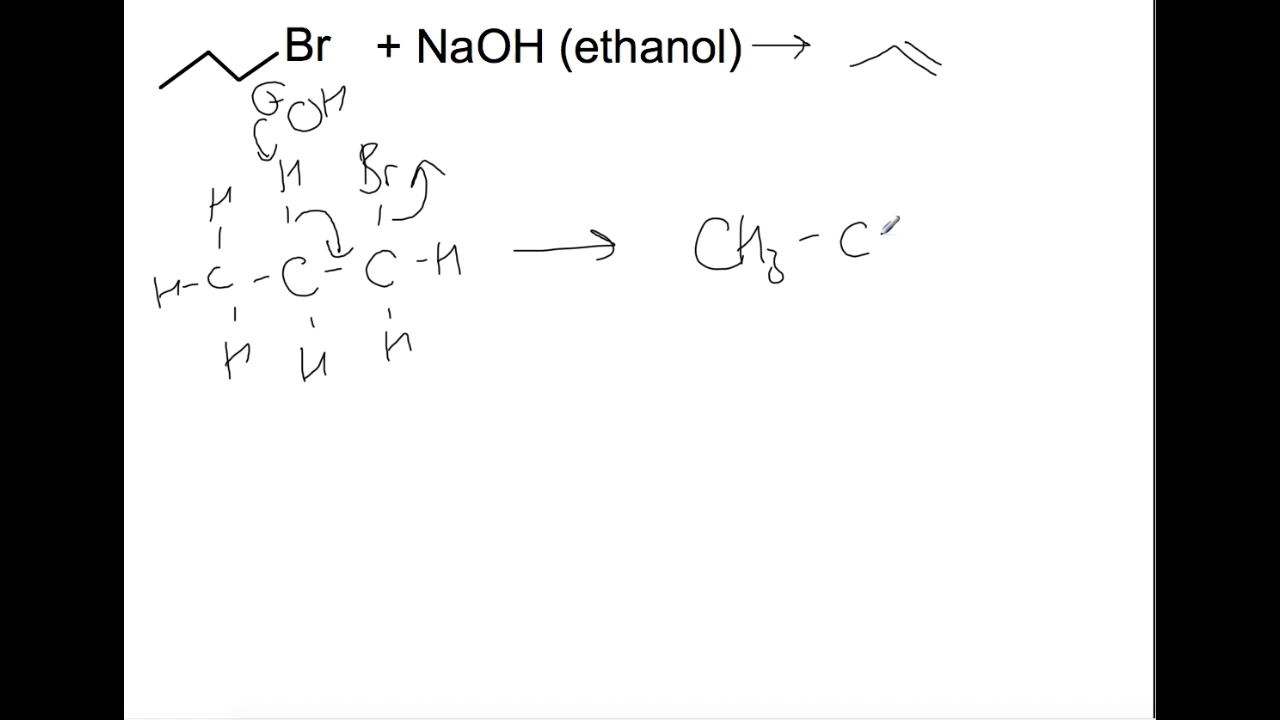 Br + NaOH (ethanol) →
⊖OH
H H Br
H-C-C-C-H → CH₃-C
H H H